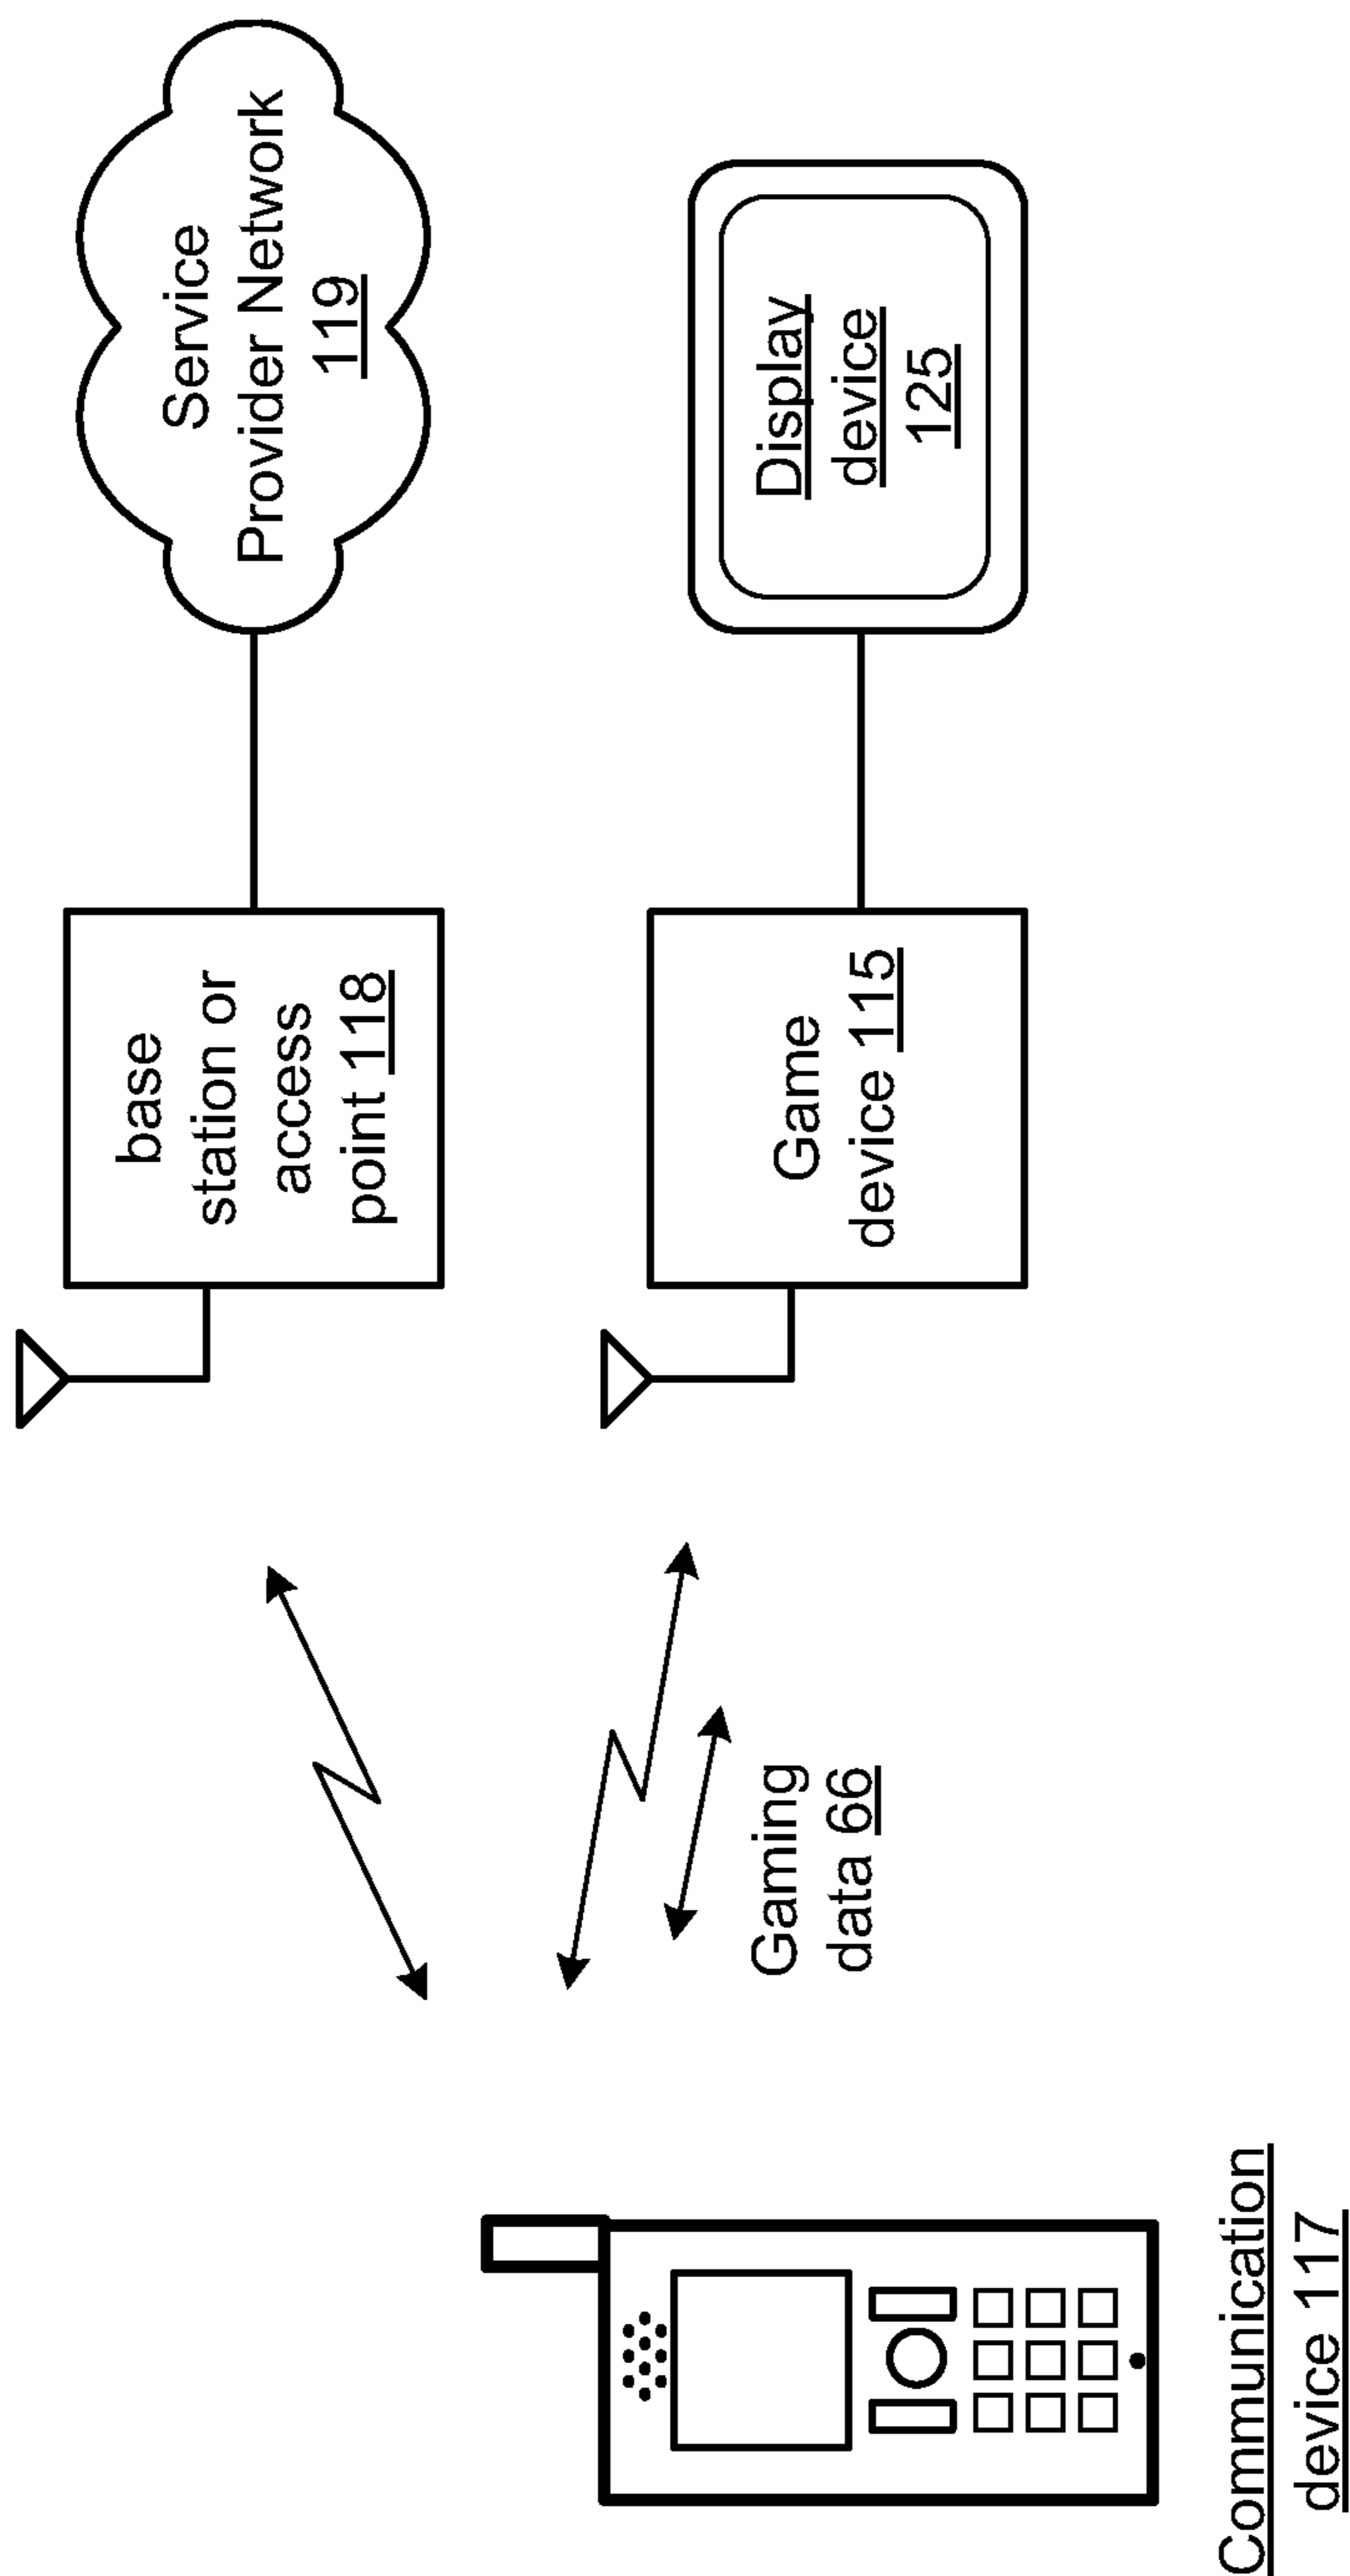 Communication
device 117
Gaming
data 66
base
station or
access
point 118
Service
Provider Network
119
Game
device 115
Display
device
125